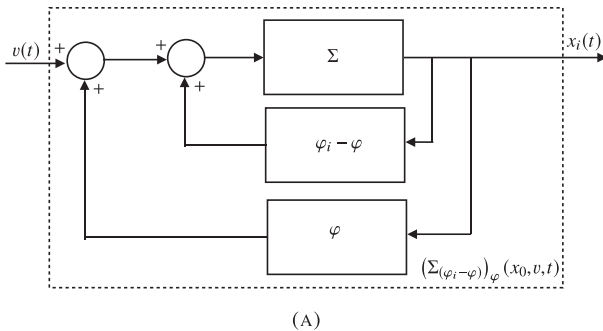 v(t)
+
+
+
+
Σ
x_i(t)
φ_i − φ
φ
(Σ_(φ_i−φ))_φ (x_0, v, t)
(A)